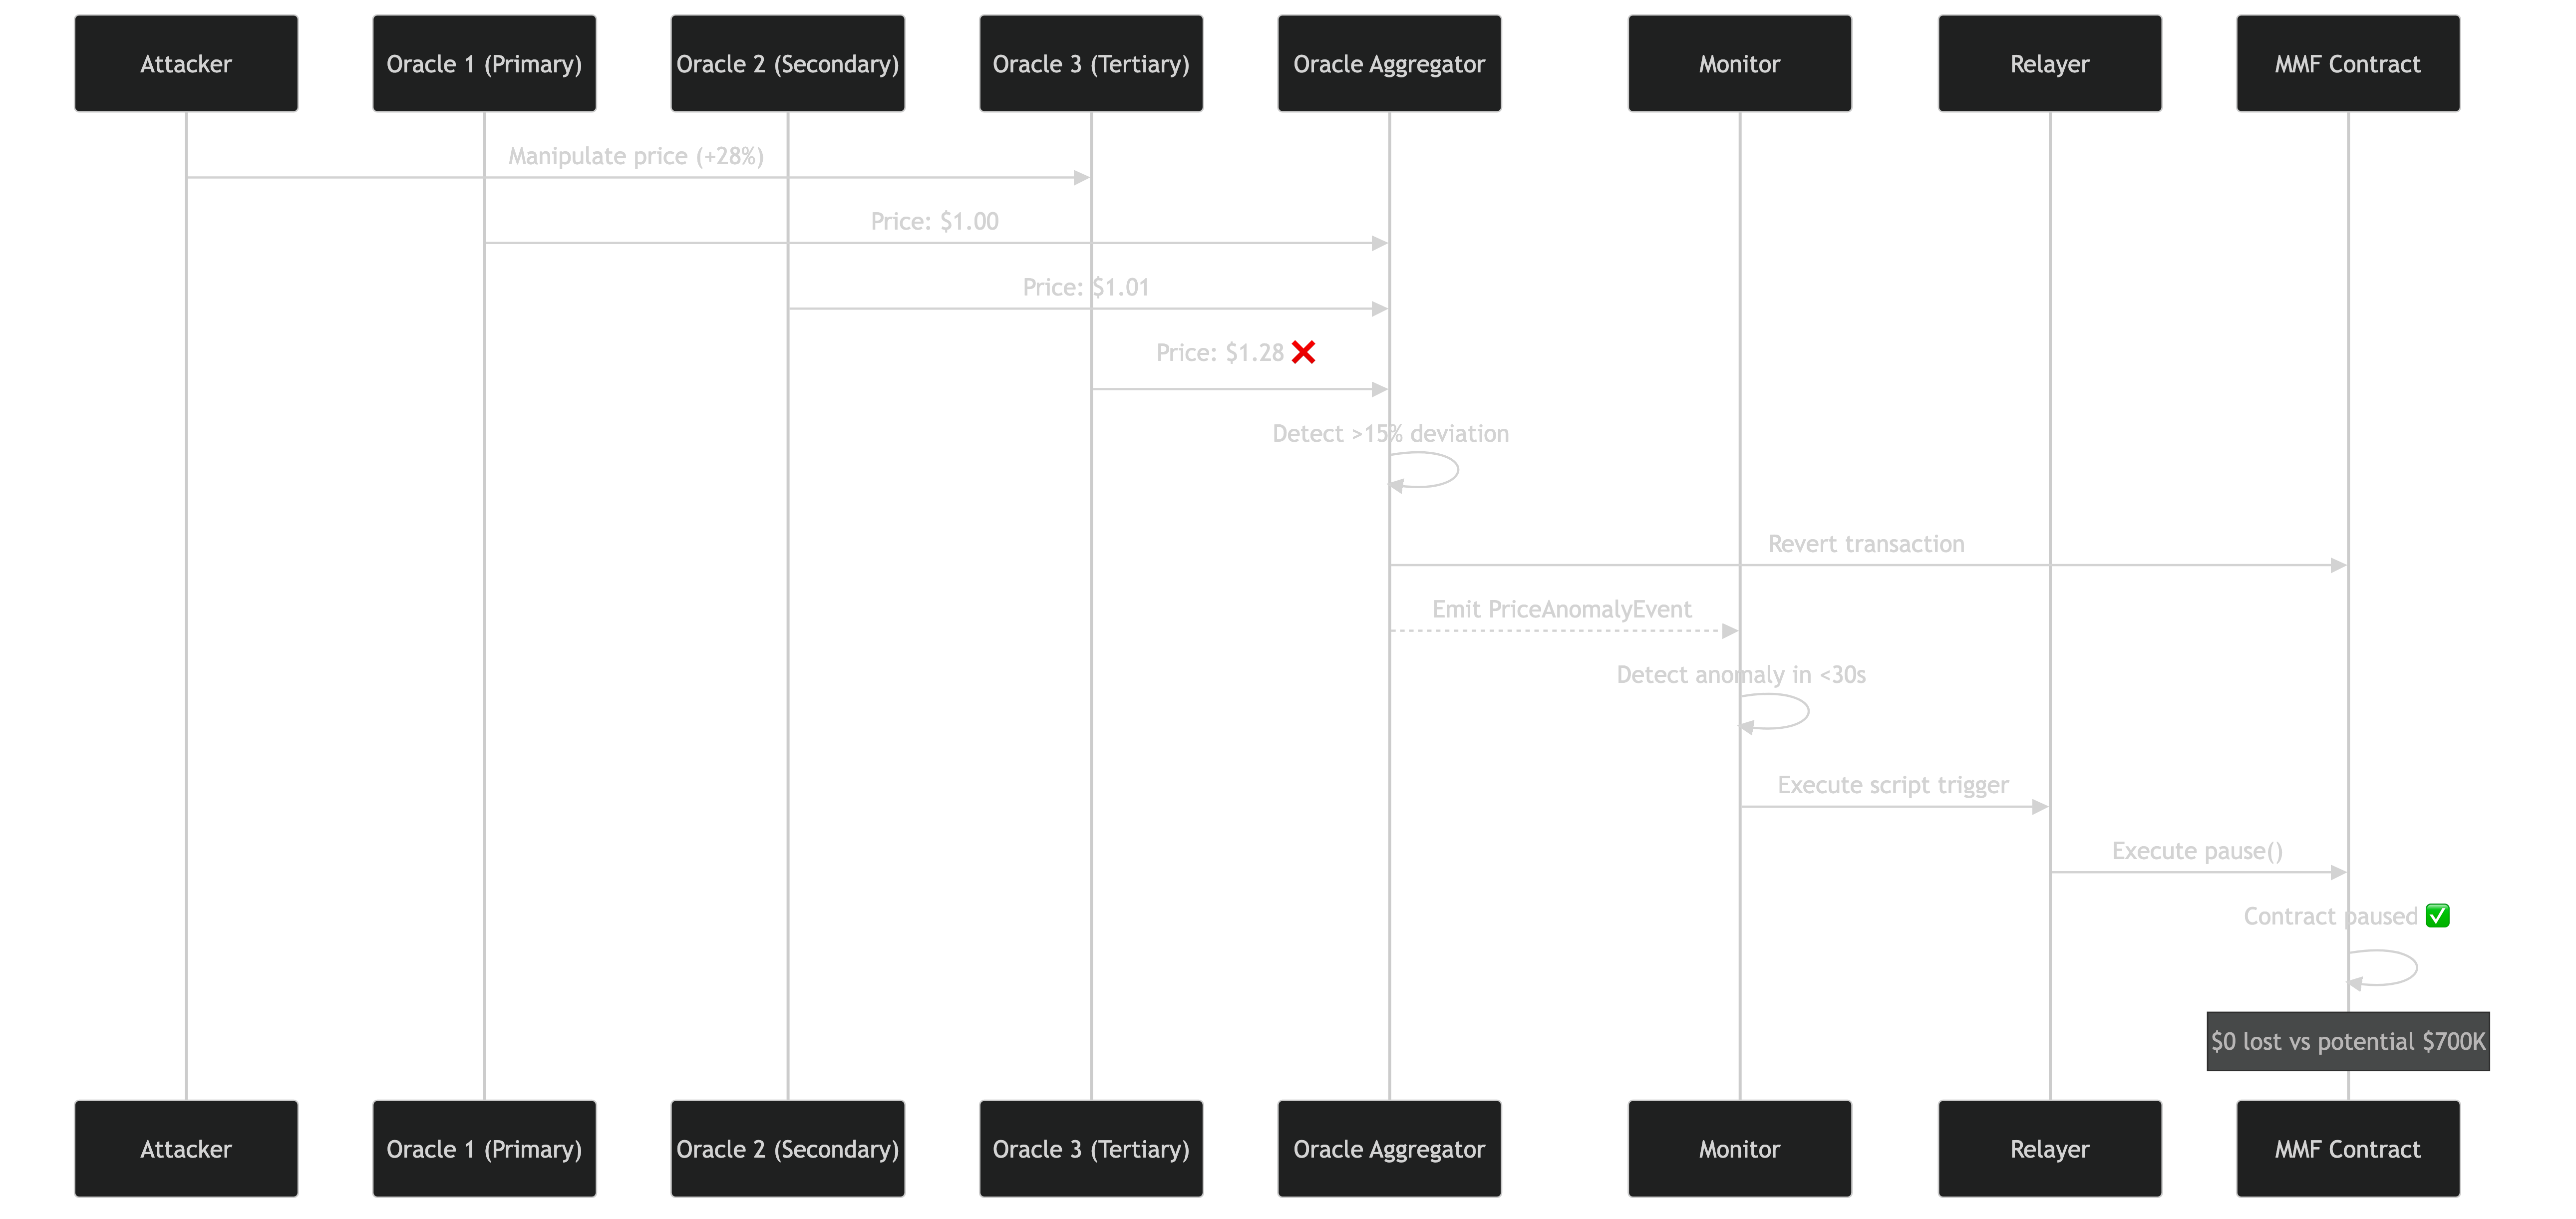 Attacker
Oracle 1 (Primary)
Oracle 2 (Secondary)
Oracle 3 (Tertiary)
Oracle Aggregator
Monitor
Relayer
MMF Contract
Manipulate price (+28%)
Price: $1.00
Price: $1.01
Price: $1.28 ❌
Detect >15% deviation
Revert transaction
Emit PriceAnomalyEvent
Detect anomaly in <30s
Execute script trigger
Execute pause()
Contract paused ✅
$0 lost vs potential $700K
Attacker
Oracle 1 (Primary)
Oracle 2 (Secondary)
Oracle 3 (Tertiary)
Oracle Aggregator
Monitor
Relayer
MMF Contract